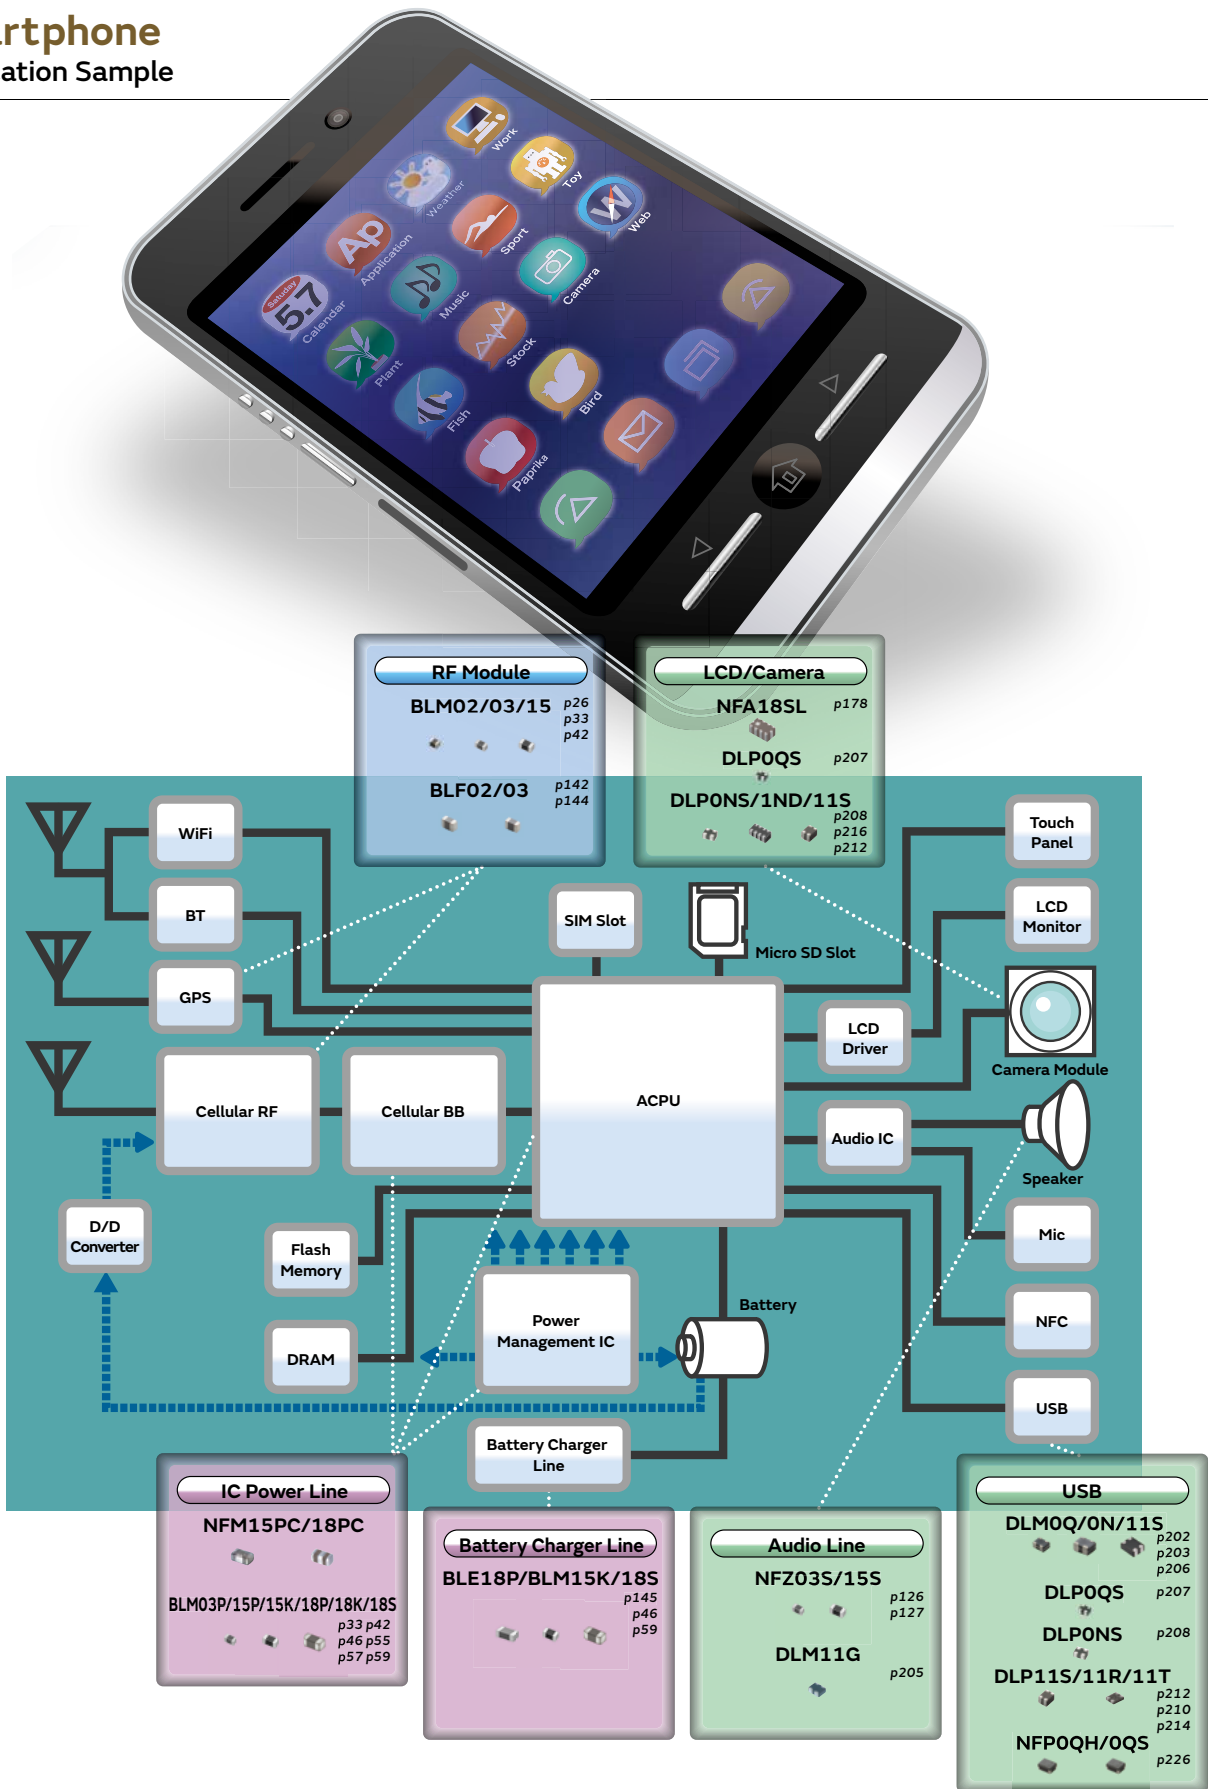 rtphone
ation Sample
Work
Toy
Web
Weather
Sport
Camera
Ap
Application
Music
Stock
Bird
Satuday
5.7
Calendar
Plant
Fish
Paprika
RF Module
BLM02/03/15 p26
p33
p42
BLF02/03 p142
p144
LCD/Camera
NFA18SL p178
DLP0QS p207
DLP0NS/1ND/11S
p208
p216
p212
WiFi
BT
GPS
SIM Slot
Micro SD Slot
Touch
Panel
LCD
Monitor
LCD
Driver
Camera Module
Cellular RF
Cellular BB
ACPU
Audio IC
Speaker
D/D
Converter
Flash
Memory
DRAM
Power
Management IC
Battery
Mic
NFC
USB
Battery Charger
Line
IC Power Line
NFM15PC/18PC
BLM03P/15P/15K/18P/18K/18S
p33 p42
p46 p55
p57 p59
Battery Charger Line
BLE18P/BLM15K/18S
p145
p46
p59
Audio Line
NFZ03S/15S
p126
p127
DLM11G
p205
USB
DLM0Q/0N/11S
p202
p203
p206
DLP0QS p207
DLP0NS p208
DLP11S/11R/11T
p212
p210
p214
NFP0QH/0QS
p226